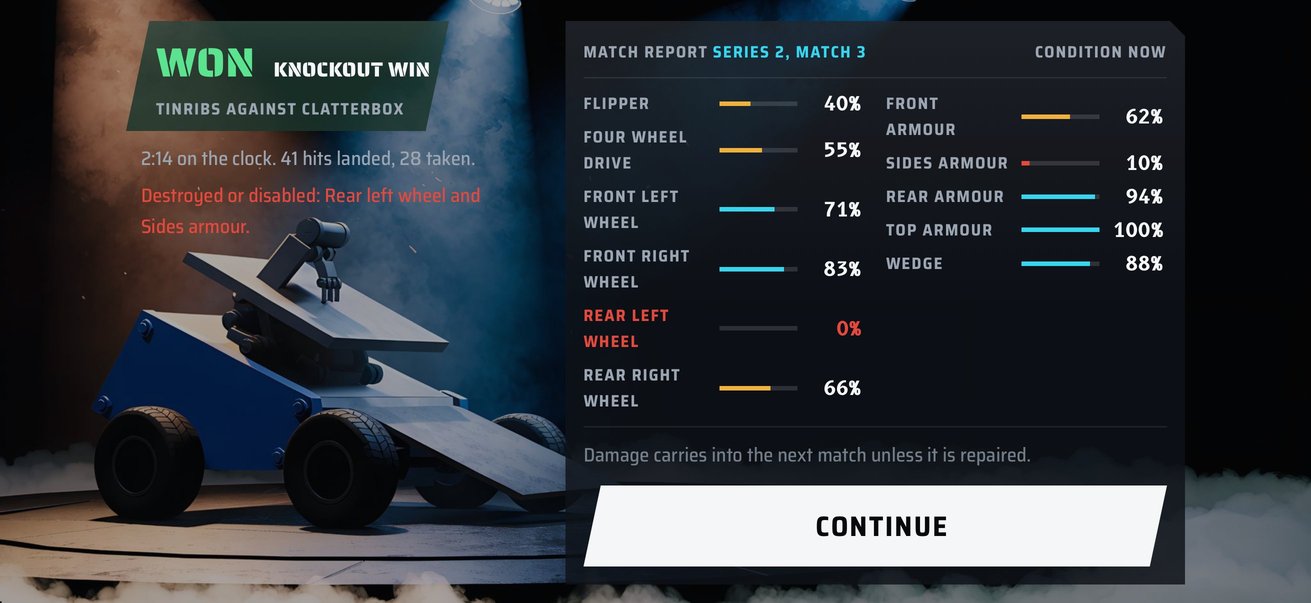 WON KNOCKOUT WIN
TINRIBS AGAINST CLATTERBOX
2:14 on the clock. 41 hits landed, 28 taken.
Destroyed or disabled: Rear left wheel and
Sides armour.
MATCH REPORT SERIES 2, MATCH 3
CONDITION NOW
FLIPPER 40%
FOUR WHEEL
DRIVE
55%
FRONT LEFT
WHEEL
71%
FRONT RIGHT
WHEEL
83%
REAR LEFT
WHEEL
0%
REAR RIGHT
WHEEL
66%
FRONT
ARMOUR
62%
SIDES ARMOUR 10%
REAR ARMOUR 94%
TOP ARMOUR 100%
WEDGE 88%
Damage carries into the next match unless it is repaired.
CONTINUE